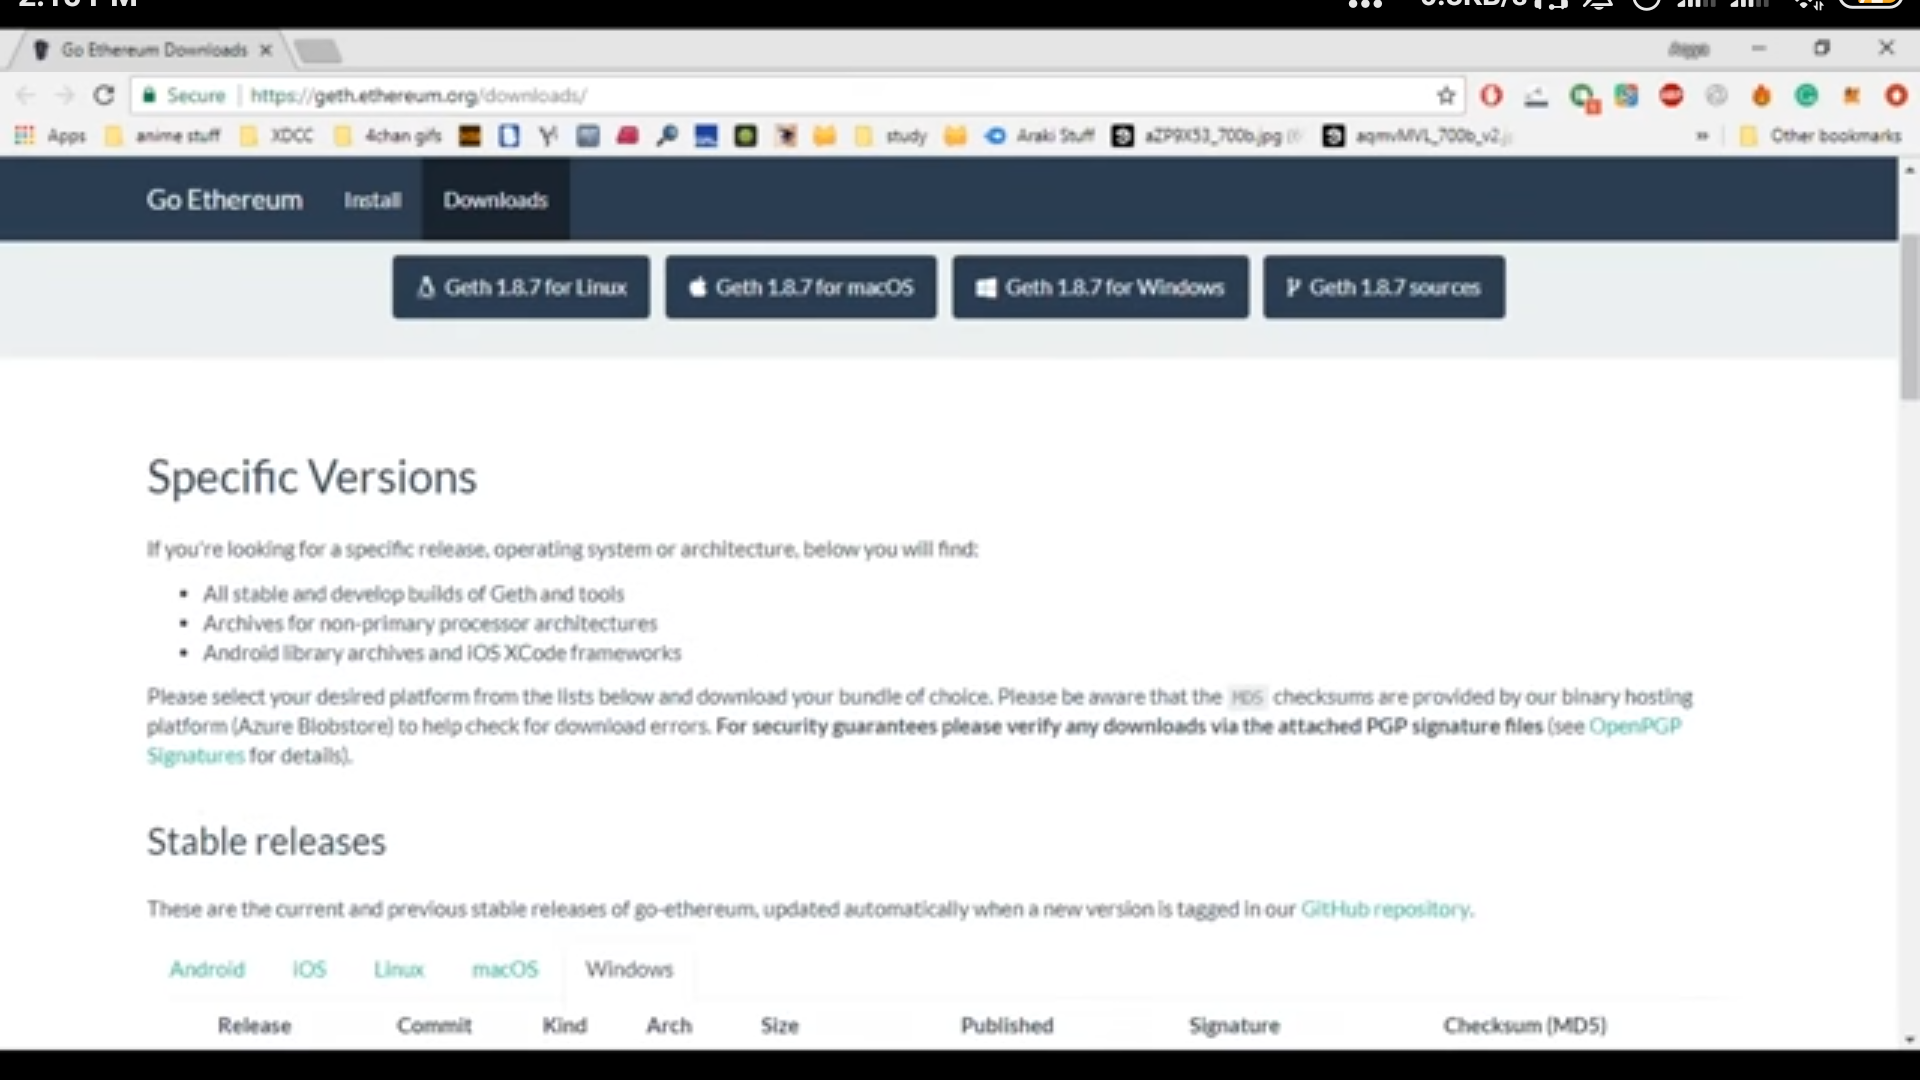 Go Ethereum Downloads
Secure https://geth.ethereum.org/downloads/
Apps anime stuff XDCC 4chan gifs study Araki Stuff aZP9X53_700b.jpg aqmvMVL_700b_v2.j Other bookmarks
Go Ethereum Install Downloads
Geth 1.8.7 for Linux Geth 1.8.7 for macOS Geth 1.8.7 for Windows Geth 1.8.7 sources
Specific Versions
If you're looking for a specific release, operating system or architecture, below you will find:
• All stable and develop builds of Geth and tools
• Archives for non-primary processor architectures
• Android library archives and iOS XCode frameworks
Please select your desired platform from the lists below and download your bundle of choice. Please be aware that the MD5 checksums are provided by our binary hosting
platform (Azure Blobstore) to help check for download errors. For security guarantees please verify any downloads via the attached PGP signature files (see OpenPGP
Signatures for details).
Stable releases
These are the current and previous stable releases of go-ethereum, updated automatically when a new version is tagged in our GitHub repository.
Android iOS Linux macOS Windows
Release Commit Kind Arch Size Published Signature Checksum (MD5)